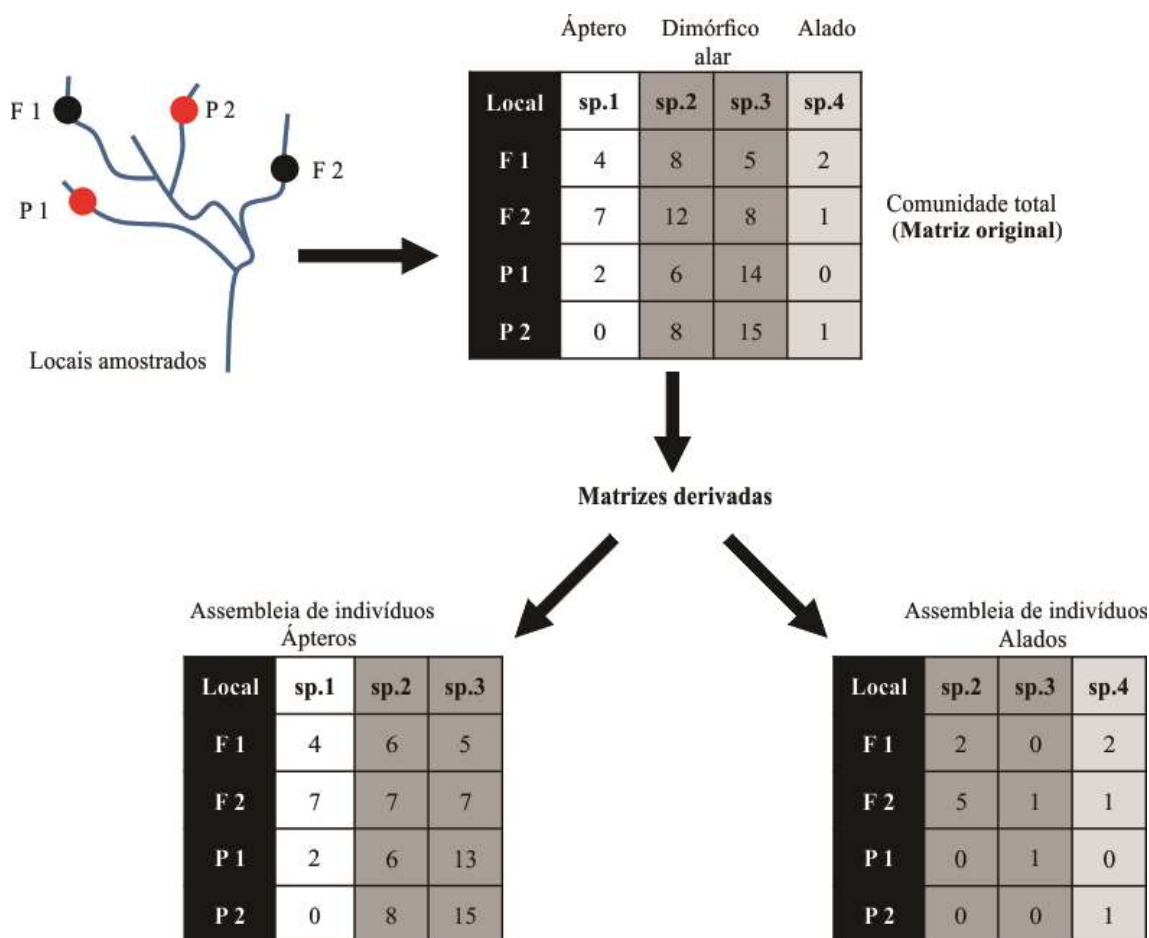 Áptero Dimórfico alar Alado
F 1
P 2
F 2
P 1
Locais amostrados
Local sp.1 sp.2 sp.3 sp.4
F 1 4 8 5 2
F 2 7 12 8 1
P 1 2 6 14 0
P 2 0 8 15 1
Comunidade total
(Matriz original)
Matrizes derivadas
Assembleia de indivíduos
Ápteros
Local sp.1 sp.2 sp.3
F 1 4 6 5
F 2 7 7 7
P 1 2 6 13
P 2 0 8 15
Assembleia de indivíduos
Alados
Local sp.2 sp.3 sp.4
F 1 2 0 2
F 2 5 1 1
P 1 0 1 0
P 2 0 0 1